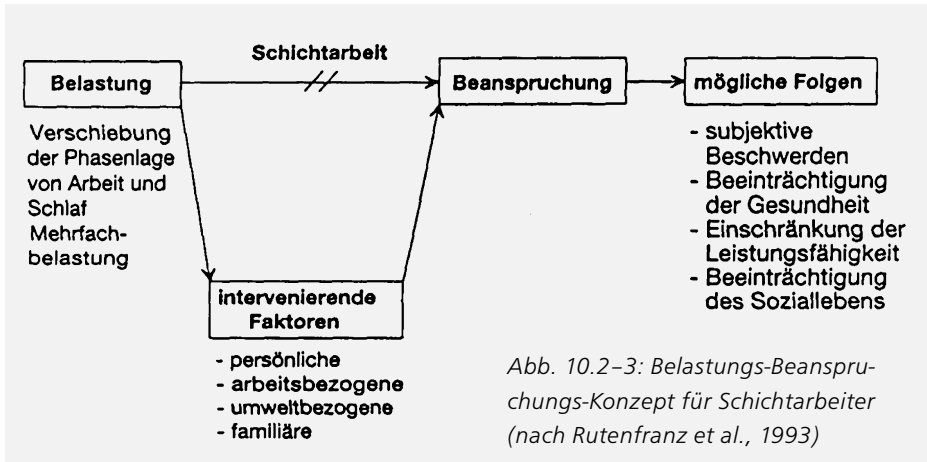 Schichtarbeit
Belastung
Verschiebung
der Phasenlage
von Arbeit und
Schlaf
Mehrfach-
belastung
intervenierende
Faktoren
- persönliche
- arbeitsbezogene
- umweltbezogene
- familiäre
Beanspruchung
mögliche Folgen
- subjektive
Beschwerden
- Beeinträchtigung
der Gesundheit
- Einschränkung der
Leistungsfähigkeit
- Beeinträchtigung
des Soziallebens
Abb. 10.2–3: Belastungs-Beanspru-
chungs-Konzept für Schichtarbeiter
(nach Rutenfranz et al., 1993)